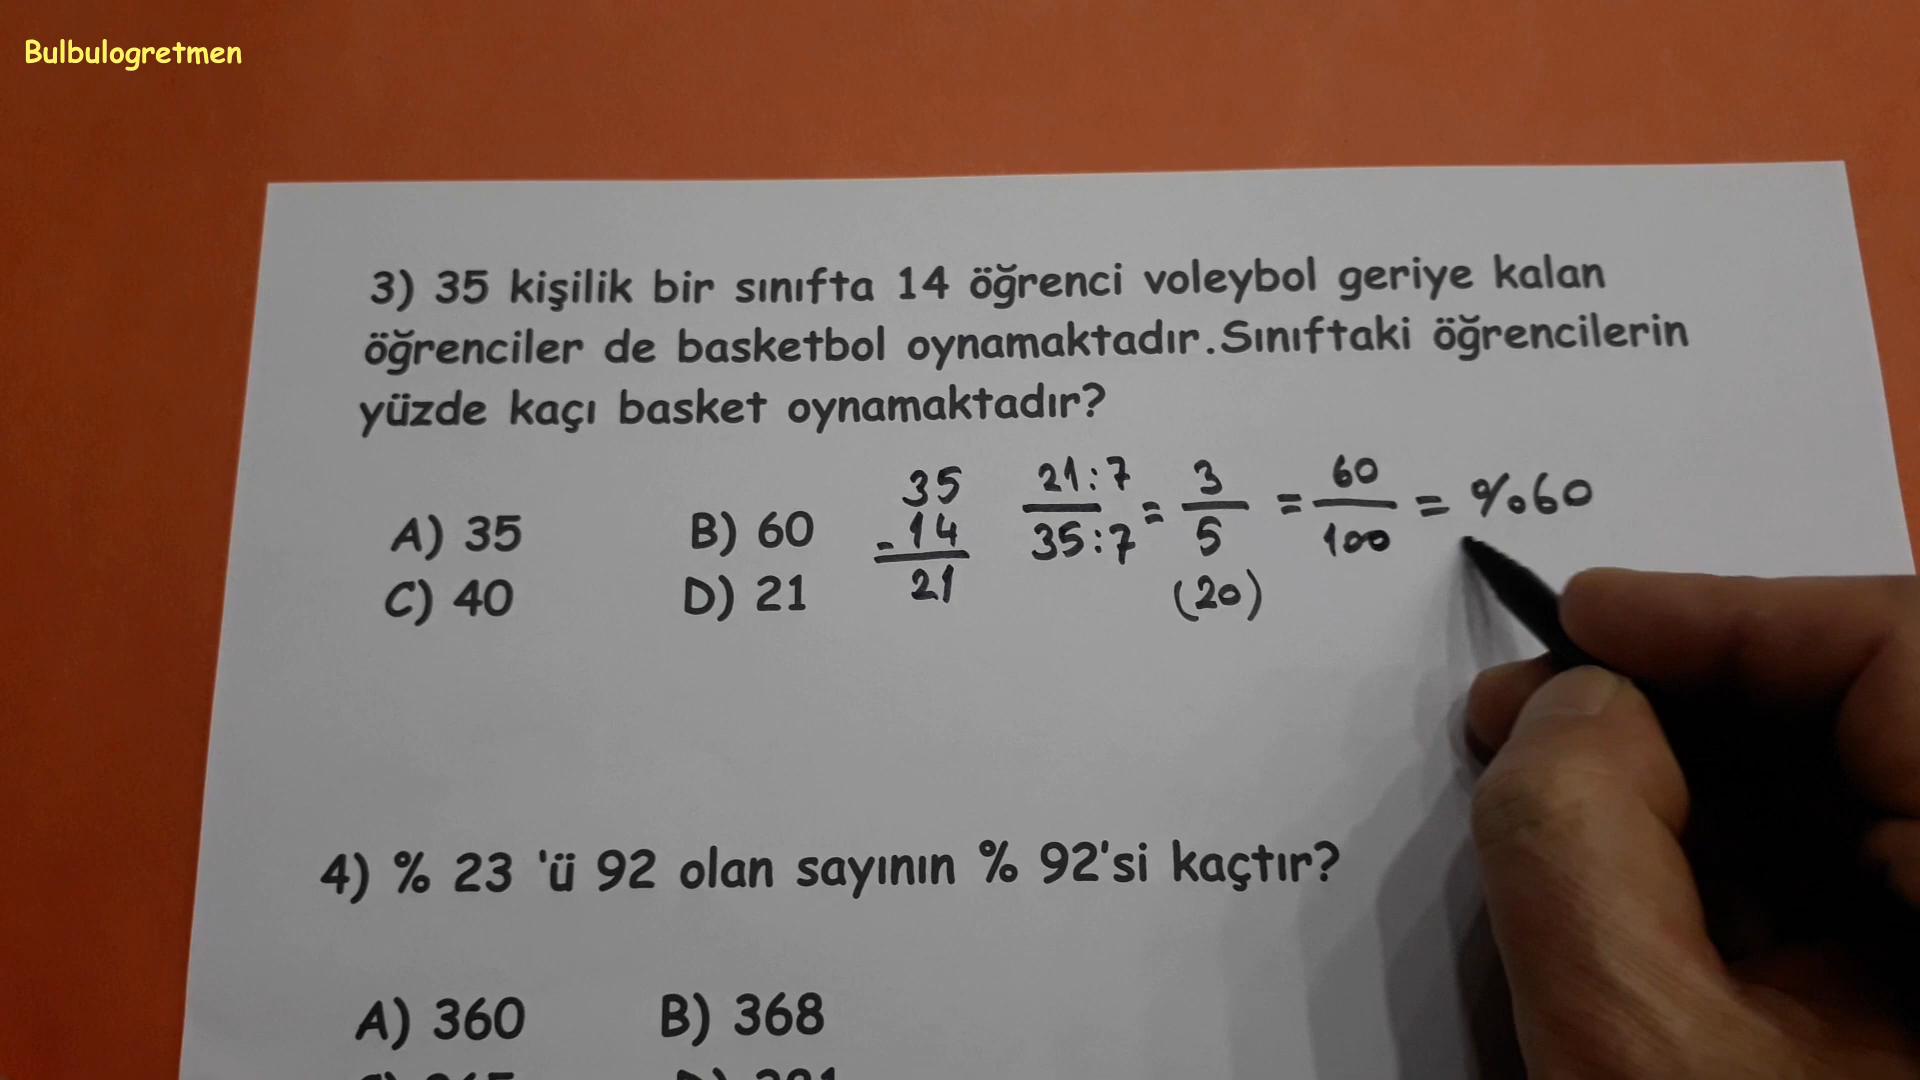 Bulbulogretmen
3) 35 kişilik bir sınıfta 14 öğrenci voleybol geriye kalan
öğrenciler de basketbol oynamaktadır.Sınıftaki öğrencilerin
yüzde kaçı basket oynamaktadır?
A) 35 B) 60
C) 40 D) 21
35
-14
21
21:7 / 35:7 = 3 / 5 = 60 / 100 = %60
(20)
4) % 23 'ü 92 olan sayının % 92'si kaçtır?
A) 360 B) 368